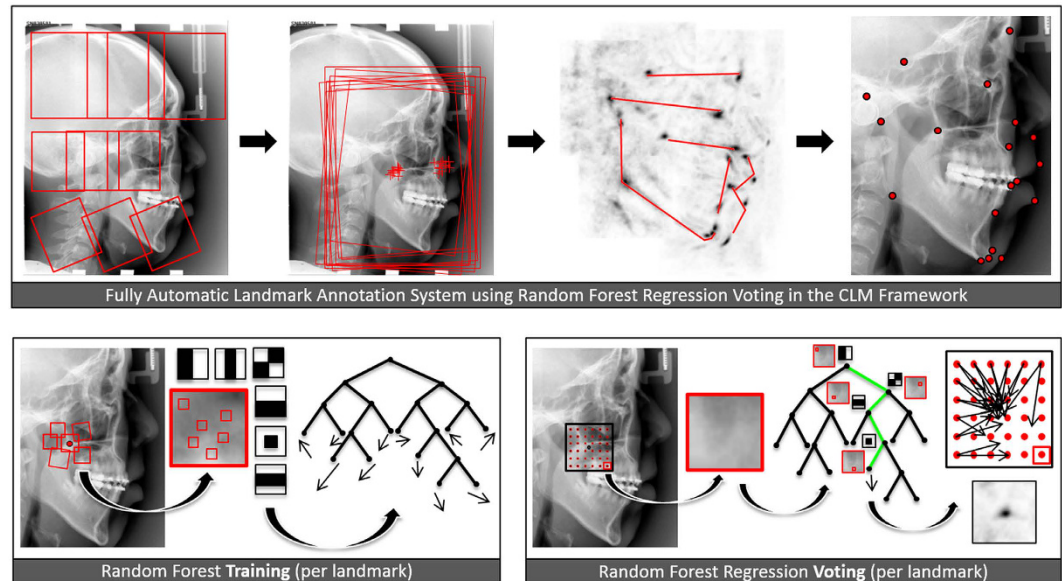 Fully Automatic Landmark Annotation System using Random Forest Regression Voting in the CLM Framework
Random Forest Training (per landmark)
Random Forest Regression Voting (per landmark)